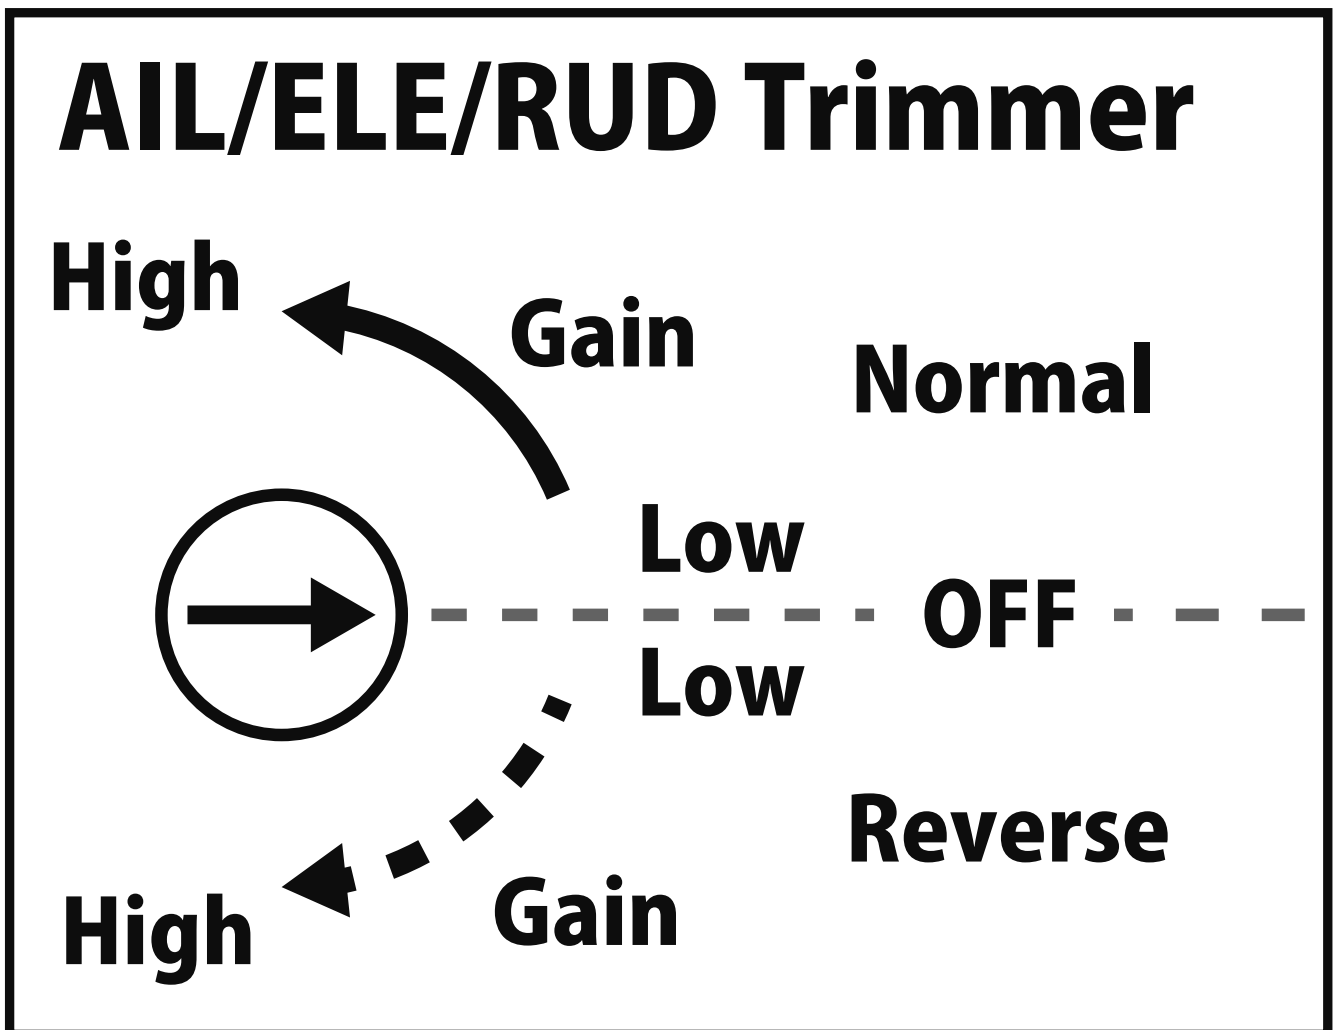 AIL/ELE/RUD Trimmer
High
Gain
Normal
Low
OFF
Low
Reverse
Gain
High